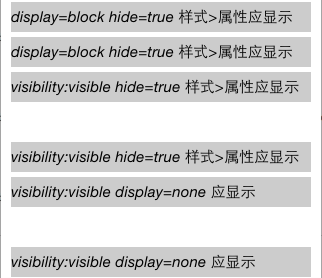 display=block hide=true 样式>属性应显示
display=block hide=true 样式>属性应显示
visibility:visible hide=true 样式>属性应显示
visibility:visible hide=true 样式>属性应显示
visibility:visible display=none 应显示
visibility:visible display=none 应显示